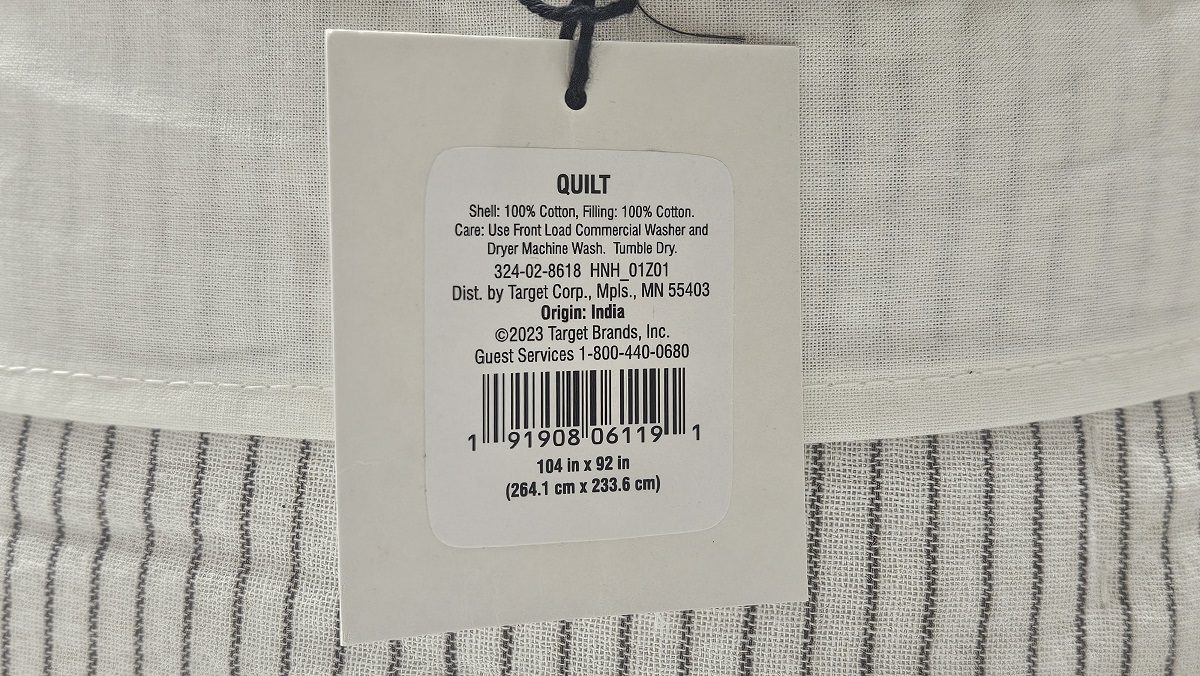 QUILT
Shell: 100% Cotton, Filling: 100% Cotton.
Care: Use Front Load Commercial Washer and
Dryer Machine Wash. Tumble Dry.
324-02-8618 HNH_01Z01
Dist. by Target Corp., Mpls., MN 55403
Origin: India
©2023 Target Brands, Inc.
Guest Services 1-800-440-0680
1 91908 06119 1
104 in x 92 in
(264.1 cm x 233.6 cm)